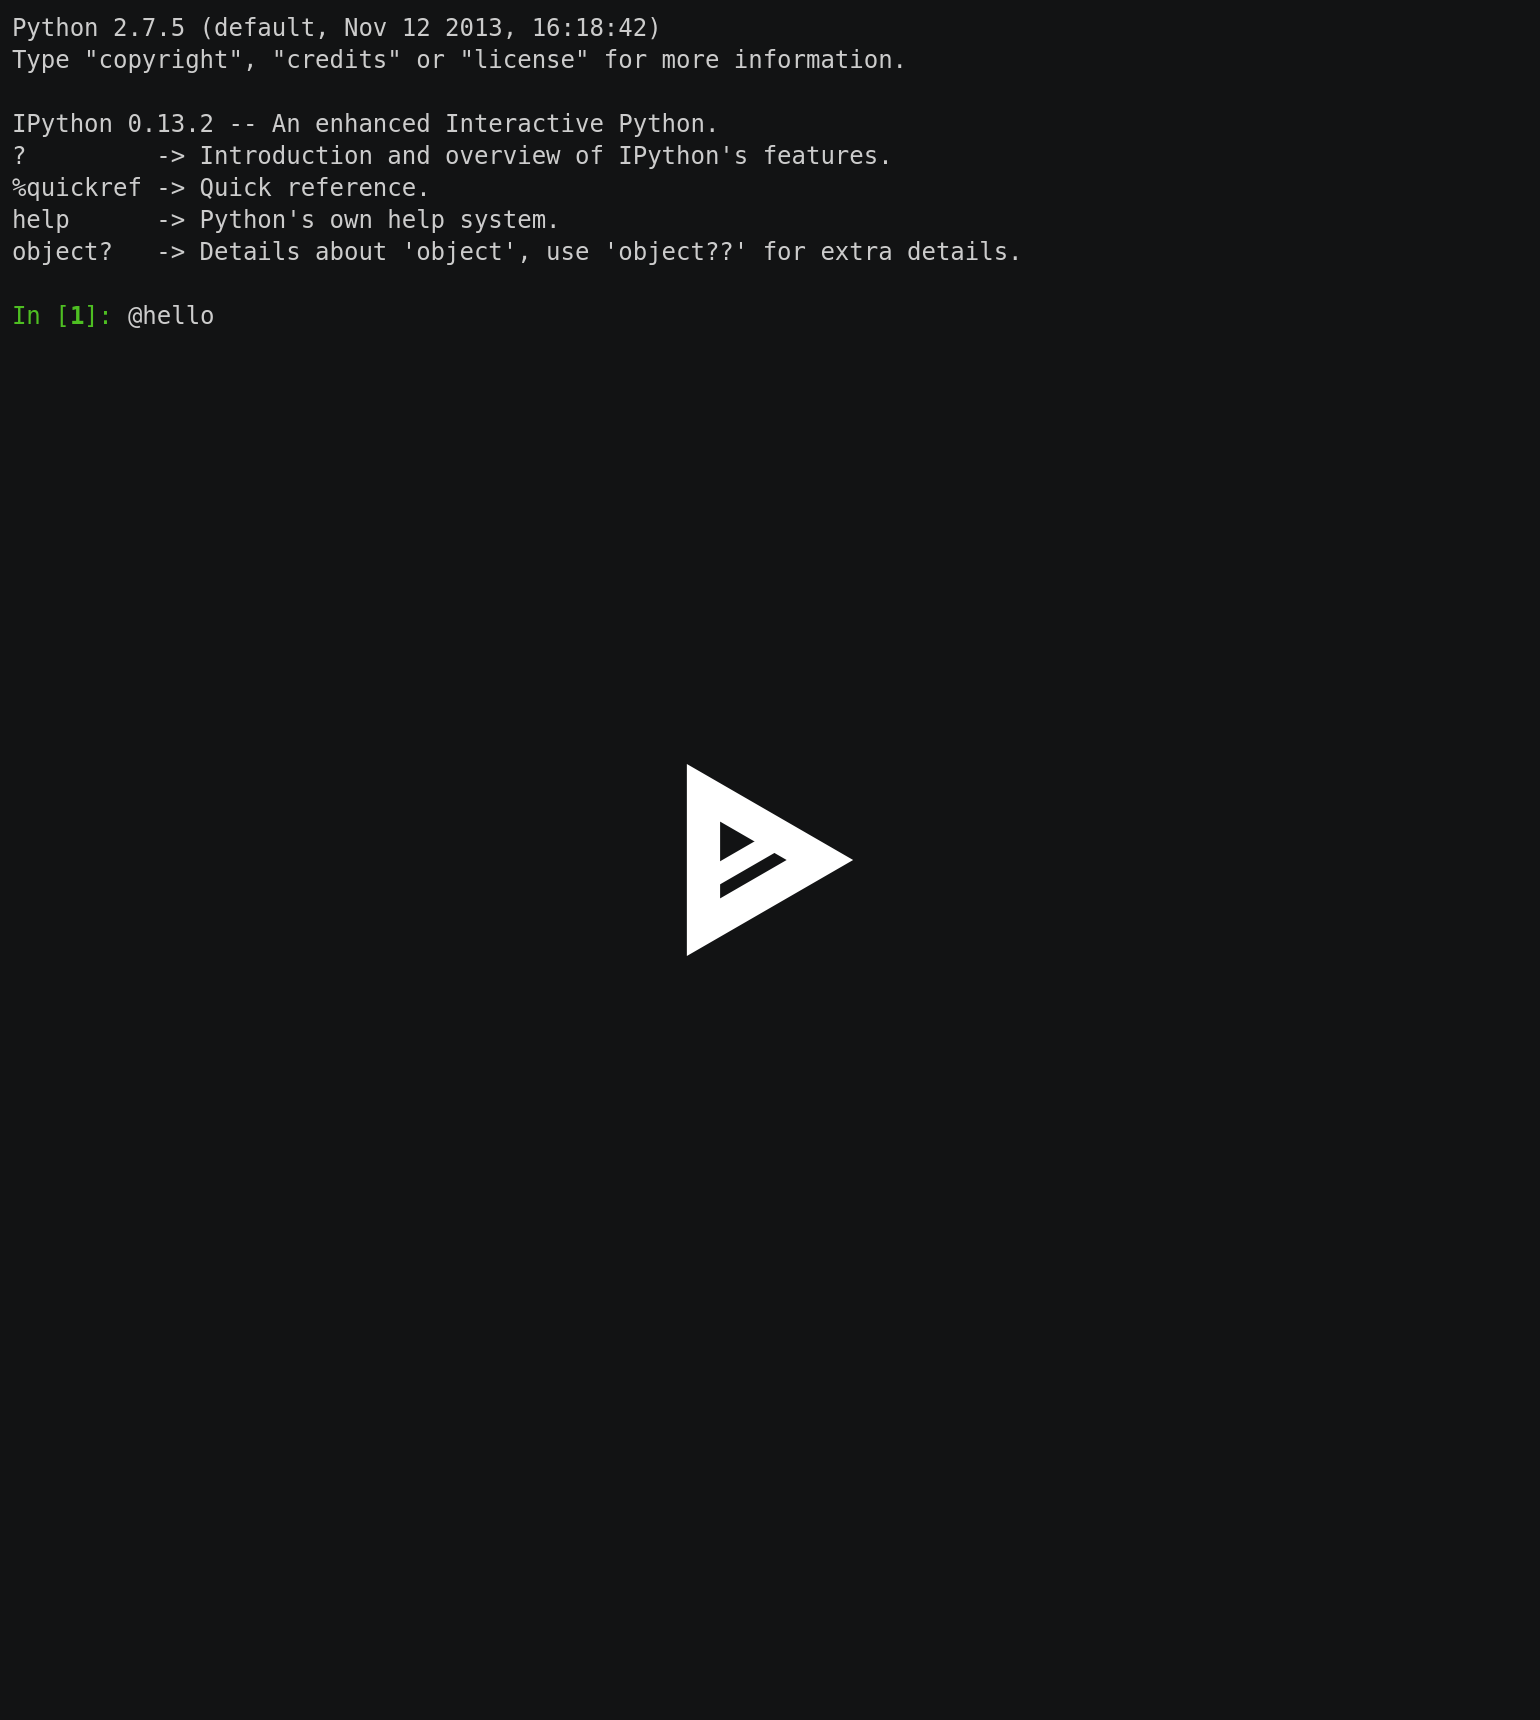 Python 2.7.5 (default, Nov 12 2013, 16:18:42)
Type "copyright", "credits" or "license" for more information.

IPython 0.13.2 -- An enhanced Interactive Python.
?         -> Introduction and overview of IPython's features.
%quickref -> Quick reference.
help      -> Python's own help system.
object?   -> Details about 'object', use 'object??' for extra details.

In [1]: @hello